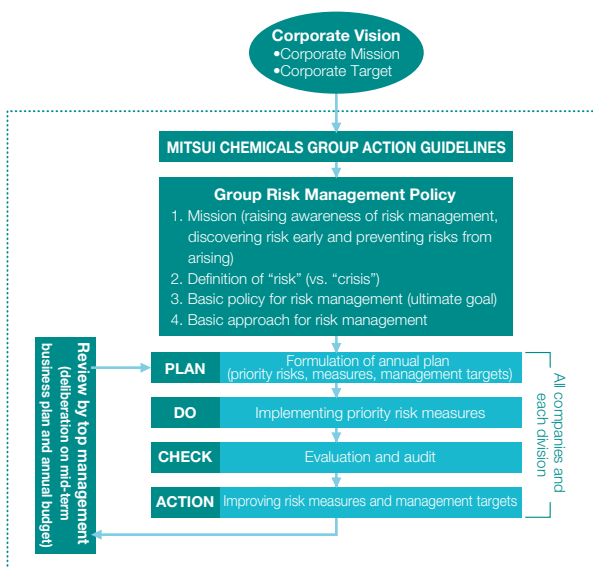 Corporate Vision
•Corporate Mission
•Corporate Target
MITSUI CHEMICALS GROUP ACTION GUIDELINES
Group Risk Management Policy
1. Mission (raising awareness of risk management,
discovering risk early and preventing risks from
arising)
2. Definition of “risk” (vs. “crisis”)
3. Basic policy for risk management (ultimate goal)
4. Basic approach for risk management
Review by top management
(deliberation on mid-term
business plan and annual budget)
PLAN
Formulation of annual plan
(priority risks, measures, management targets)
DO
Implementing priority risk measures
CHECK
Evaluation and audit
ACTION
Improving risk measures and management targets
All companies and
each division